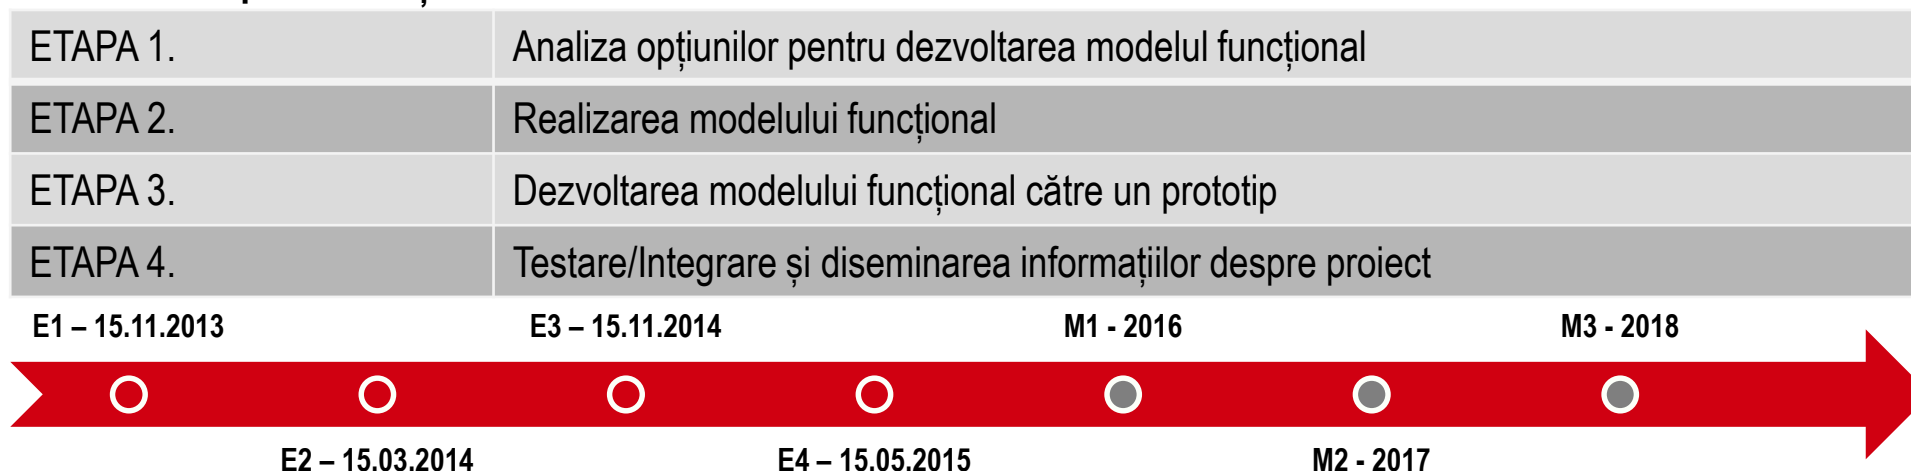 ETAPA 1. Analiza opțiunilor pentru dezvoltarea modelul funcțional
ETAPA 2. Realizarea modelului funcțional
ETAPA 3. Dezvoltarea modelului funcțional către un prototip
ETAPA 4. Testare/Integrare și diseminarea informațiilor despre proiect
E1 – 15.11.2013 E3 – 15.11.2014 M1 - 2016 M3 - 2018
E2 – 15.03.2014 E4 – 15.05.2015 M2 - 2017